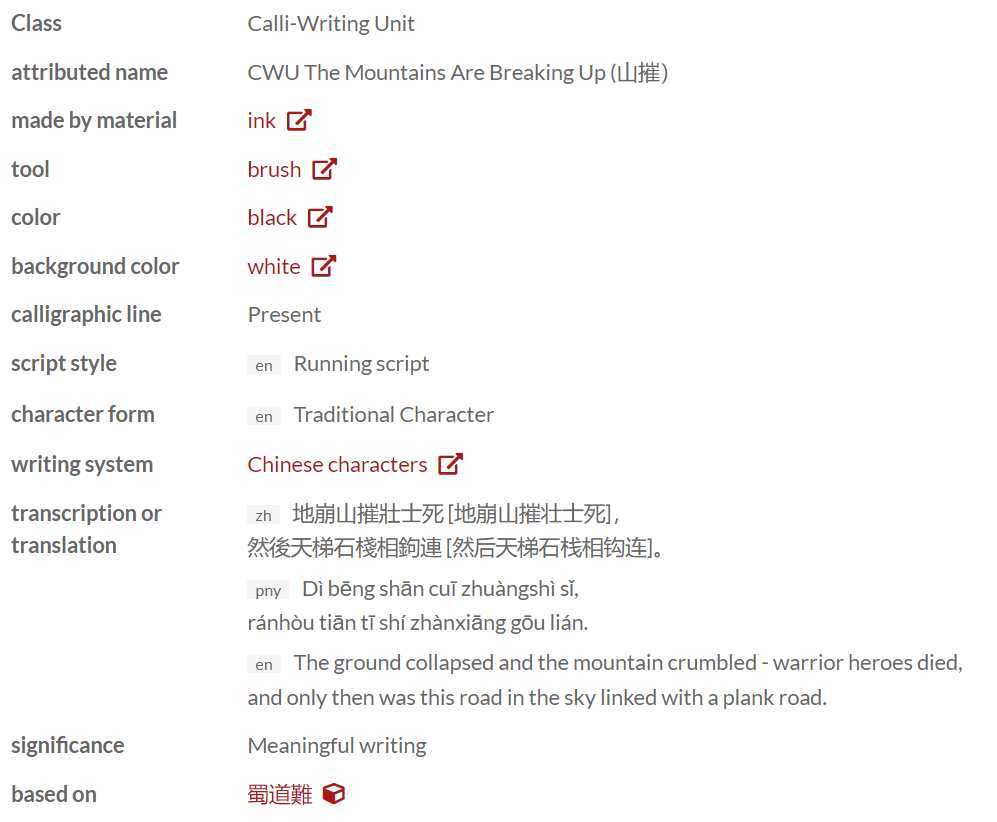 Class Calli-Writing Unit
attributed name CWU The Mountains Are Breaking Up (山摧)
made by material ink
tool brush
color black
background color white
calligraphic line Present
script style en Running script
character form en Traditional Character
writing system Chinese characters
transcription or zh 地崩山摧壯士死 [地崩山摧壮士死],
translation 然後天梯石棧相鉤連 [然后天梯石栈相钩连]。
pny Dì bēng shān cuī zhuàngshì sǐ,
ránhòu tiān tī shí zhànxiāng gōu lián.
en The ground collapsed and the mountain crumbled - warrior heroes died,
and only then was this road in the sky linked with a plank road.
significance Meaningful writing
based on 蜀道難